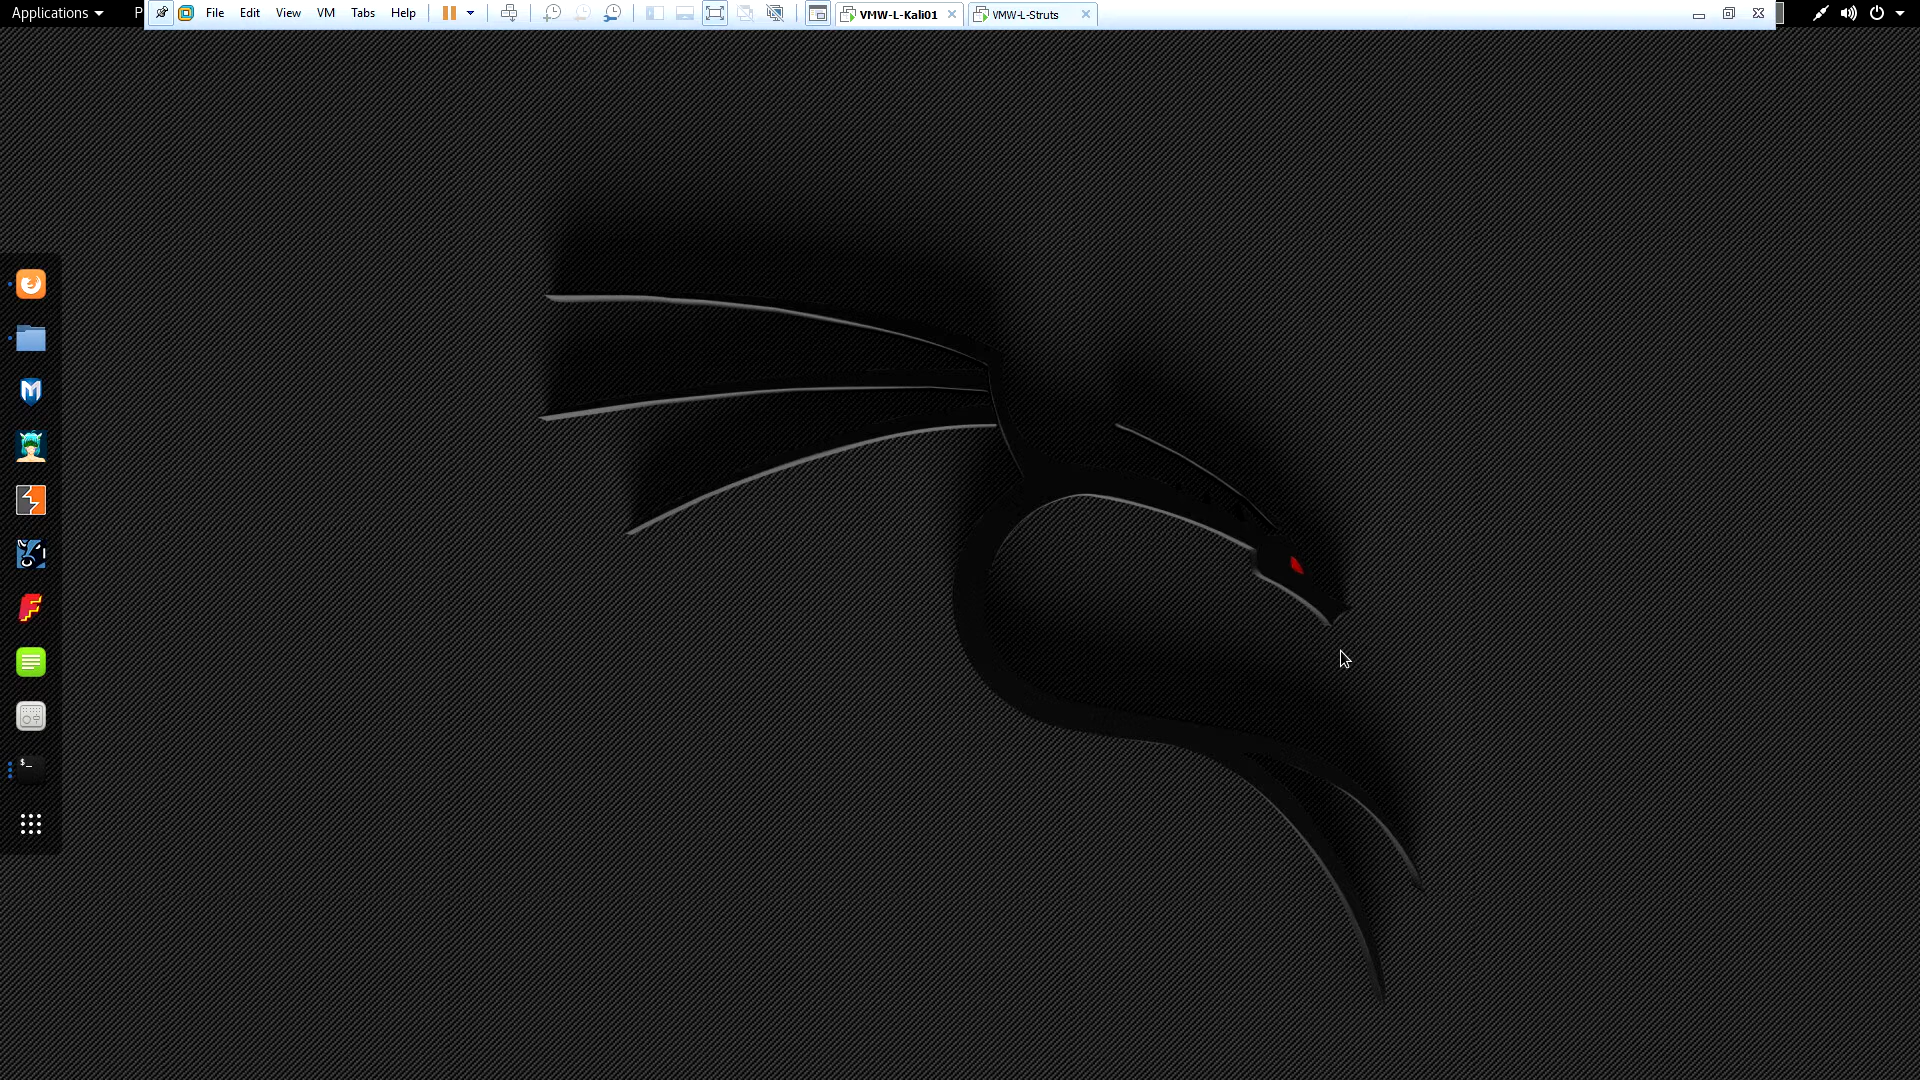 Applications
P
File Edit View VM Tabs Help
VMW-L-Kali01
VMW-L-Struts
M
F
$_